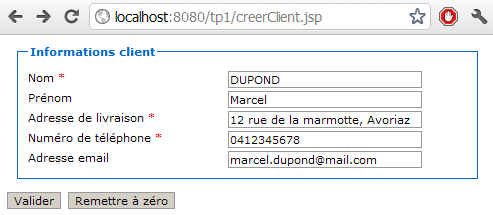 localhost:8080/tp1/creerClient.jsp
Informations client
Nom * DUPOND
Prénom Marcel
Adresse de livraison * 12 rue de la marmotte, Avoriaz
Numéro de téléphone * 0412345678
Adresse email marcel.dupond@mail.com
Valider Remettre à zéro